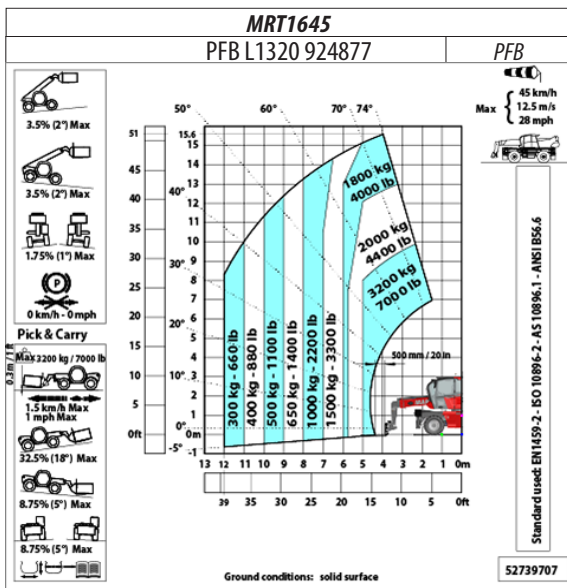 MRT1645
PFB L1320 924877
PFB
3.5% (2°) Max
3.5% (2°) Max
1.75% (1°) Max
P
0 km/h - 0 mph
Pick & Carry
Max 3200 kg / 7000 lb
0.3 m / 1 ft
1.5 km/h Max
1 mph Max
32.5% (18°) Max
8.75% (5°) Max
8.75% (5°) Max
Max
45 km/h
12.5 m/s
28 mph
50°
60°
70°
74°
40°
30°
20°
10°
0°
-5°
51
45
40
35
30
25
20
15
10
5
0ft
15.6
15
14
13
12
11
10
9
8
7
6
5
4
3
2
1
0m
-1
1800 kg
4000 lb
2000 kg
4400 lb
3200 kg
7000 lb
500 mm / 20 in
300 kg - 660 lb
400 kg - 880 lb
500 kg - 1100 lb
650 kg - 1400 lb
1000 kg - 2200 lb
1500 kg - 3300 lb
13 12 11 10 9 8 7 6 5 4 3 2 1 0m
39 35 30 25 20 15 10 5 0ft
Standard used: EN1459-2 - ISO 10896-2 - AS 10896.1 - ANSI B56.6
Ground conditions: solid surface
52739707